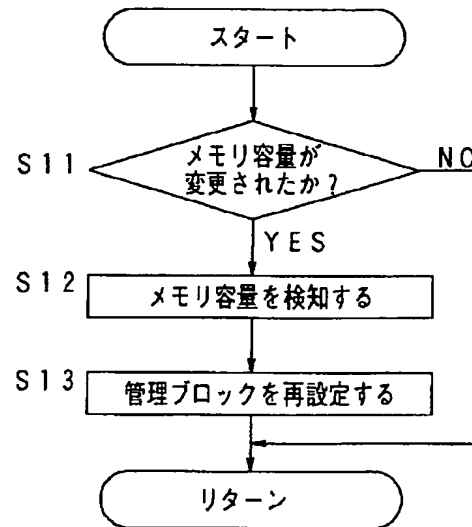 スタート
S11
メモリ容量が
変更されたか?
NO
YES
S12
メモリ容量を検知する
S13
管理ブロックを再設定する
リターン